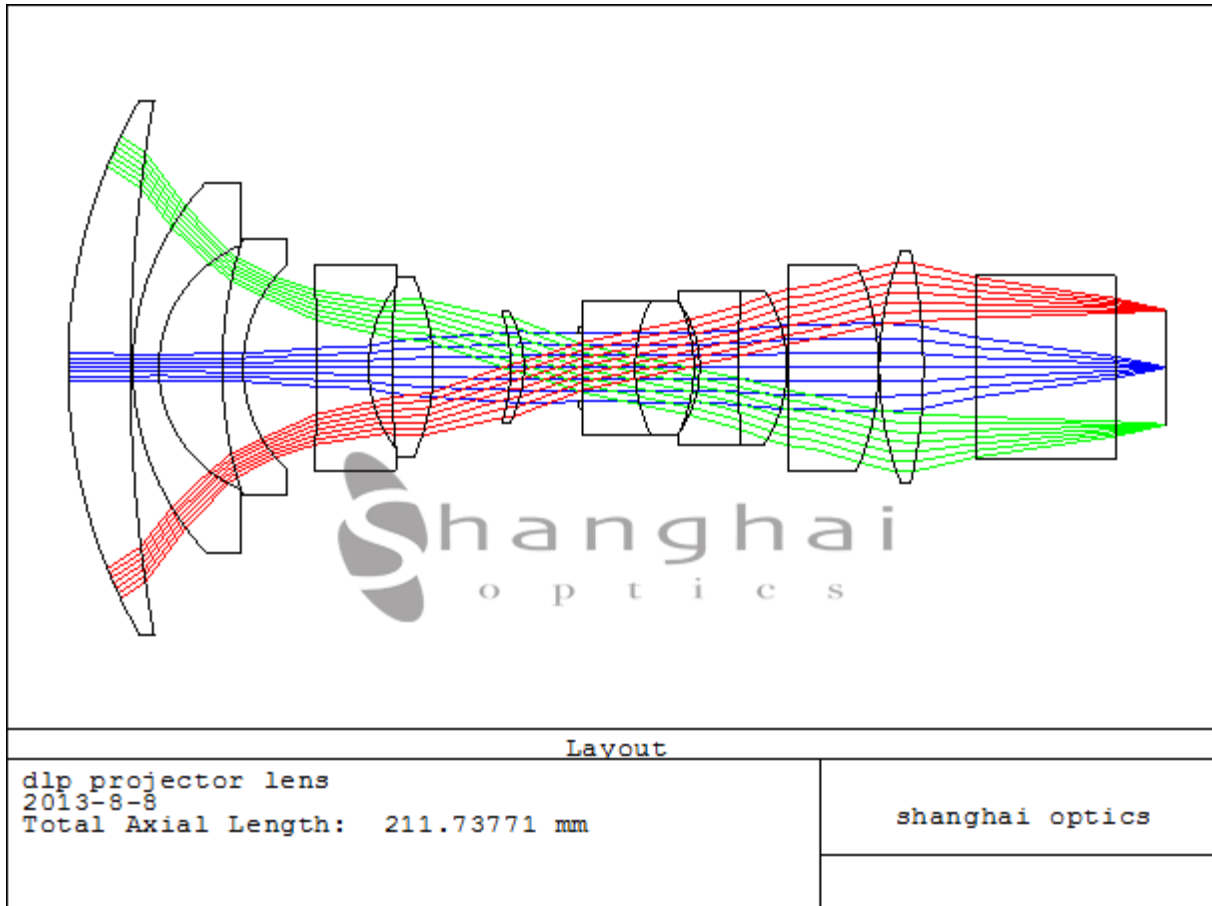 Shanghai
optics
Layout
dlp projector lens
2013-8-8
Total Axial Length: 211.73771 mm
shanghai optics